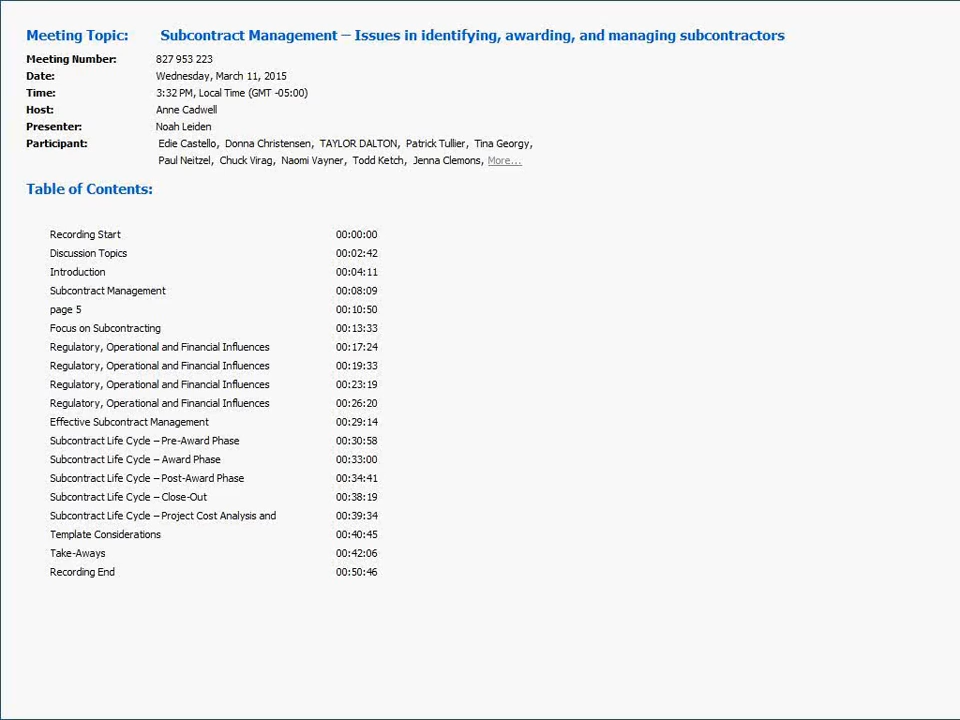 Meeting Topic: Subcontract Management – Issues in identifying, awarding, and managing subcontractors
Meeting Number: 827 953 223
Date: Wednesday, March 11, 2015
Time: 3:32 PM, Local Time (GMT -05:00)
Host: Anne Cadwell
Presenter: Noah Leiden
Participant: Edie Castello, Donna Christensen, TAYLOR DALTON, Patrick Tullier, Tina Georgy,
Paul Neitzel, Chuck Virag, Naomi Vayner, Todd Ketch, Jenna Clemons, More...
Table of Contents:
Recording Start 00:00:00
Discussion Topics 00:02:42
Introduction 00:04:11
Subcontract Management 00:08:09
page 5 00:10:50
Focus on Subcontracting 00:13:33
Regulatory, Operational and Financial Influences 00:17:24
Regulatory, Operational and Financial Influences 00:19:33
Regulatory, Operational and Financial Influences 00:23:19
Regulatory, Operational and Financial Influences 00:26:20
Effective Subcontract Management 00:29:14
Subcontract Life Cycle – Pre-Award Phase 00:30:58
Subcontract Life Cycle – Award Phase 00:33:00
Subcontract Life Cycle – Post-Award Phase 00:34:41
Subcontract Life Cycle – Close-Out 00:38:19
Subcontract Life Cycle – Project Cost Analysis and 00:39:34
Template Considerations 00:40:45
Take-Aways 00:42:06
Recording End 00:50:46